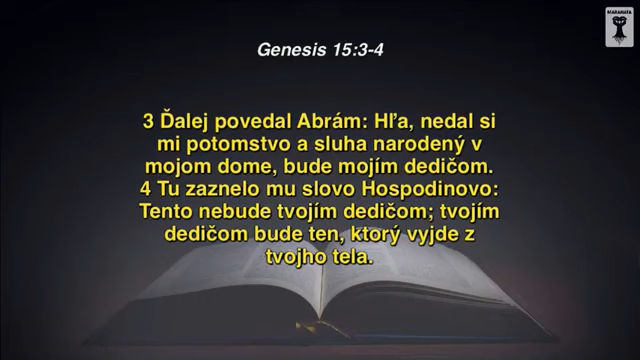 MARANATA
Genesis 15:3-4
3 Ďalej povedal Abrám: Hľa, nedal si
mi potomstvo a sluha narodený v
mojom dome, bude mojím dedičom.
4 Tu zaznelo mu slovo Hospodinovo:
Tento nebude tvojím dedičom; tvojím
dedičom bude ten, ktorý vyjde z
tvojho tela.